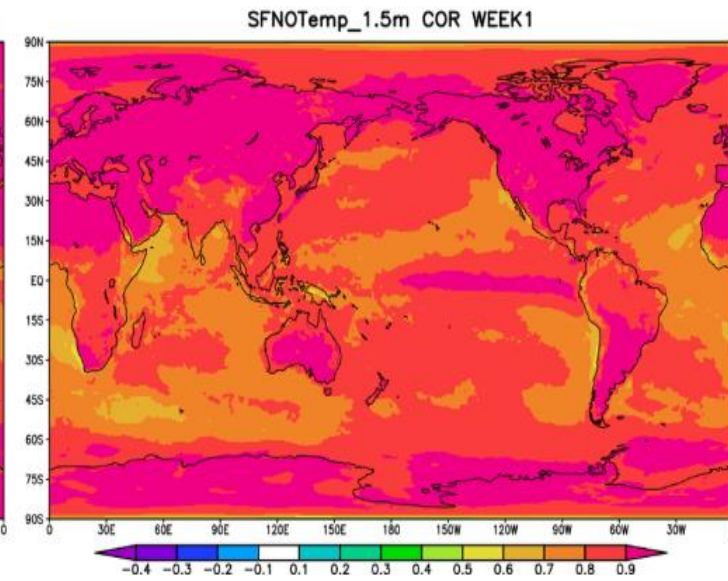 SFNOTemp_1.5m COR WEEK1
90N
75N
60N
45N
30N
15N
EQ
15S
30S
45S
60S
75S
90S
0 0 30E 60E 90E 120E 150E 180 150W 120W 90W 60W 30W
-0.4 -0.3 -0.2 -0.1 0.1 0.2 0.3 0.4 0.5 0.6 0.7 0.8 0.9